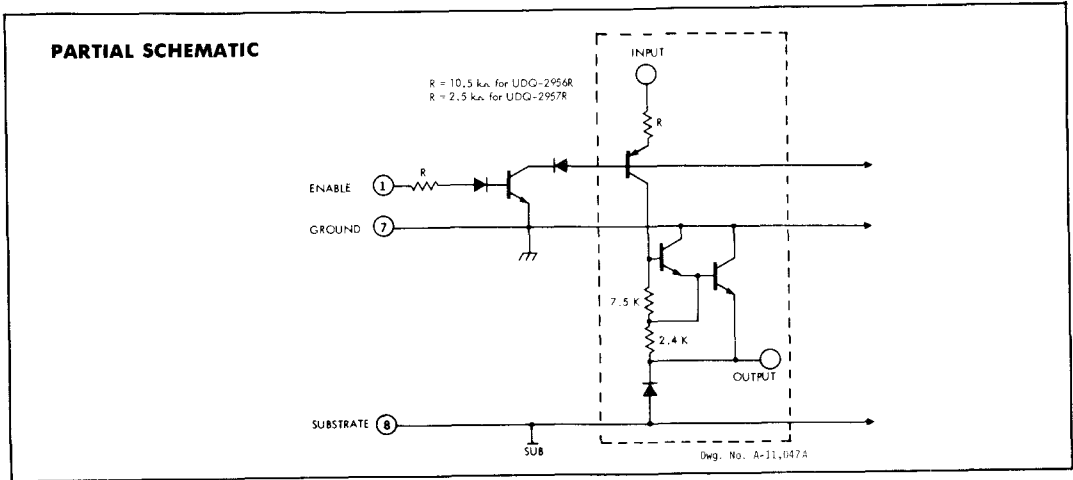 PARTIAL SCHEMATIC
R = 10.5 kΩ for UDQ-2956R
R = 2.5 kΩ for UDQ-2957R
INPUT
R
R
ENABLE 1
GROUND 7
7.5 K
2.4 K
OUTPUT
SUBSTRATE 8
SUB
Dwg. No. A-11,047A